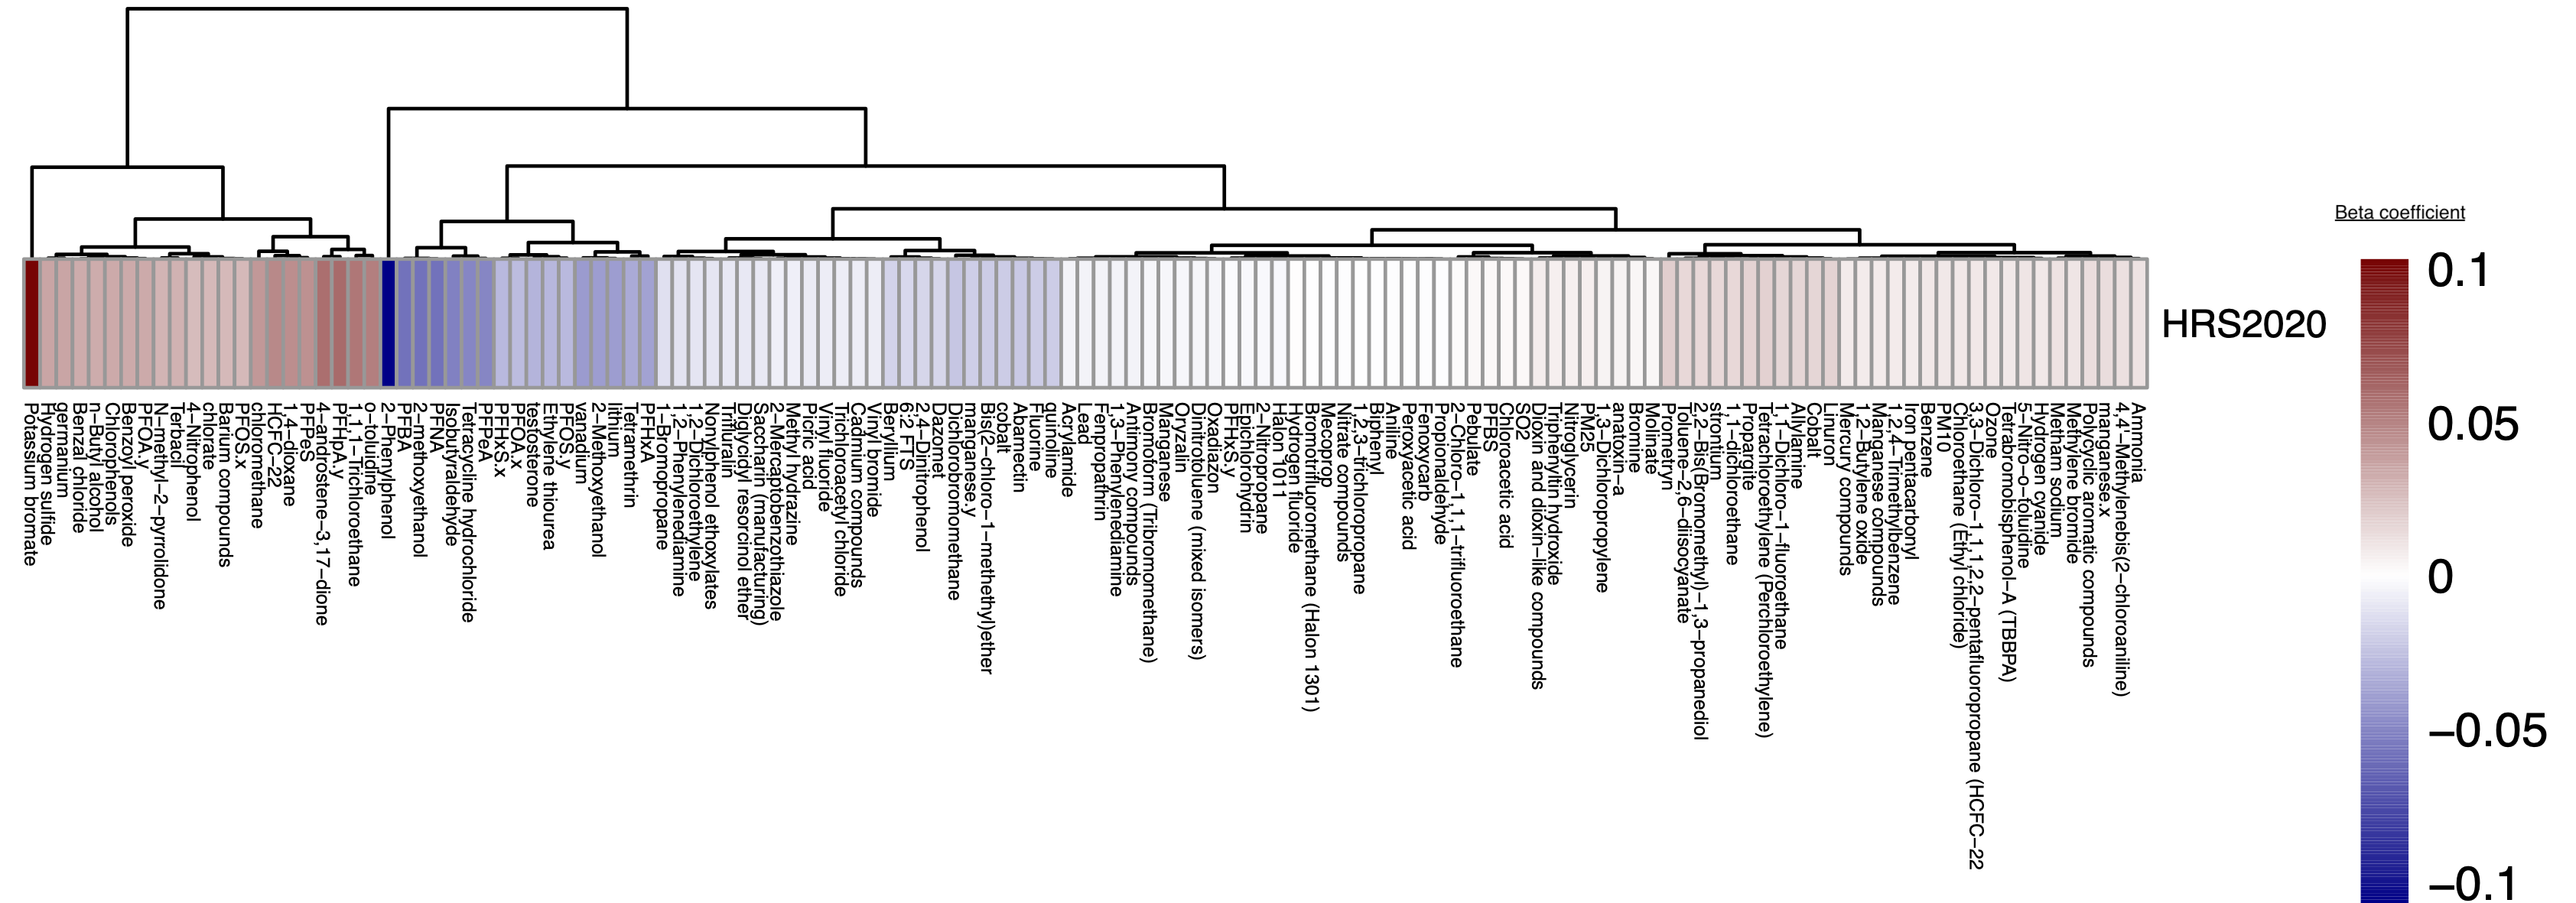 Beta coefficient
0.1
0.05
0
−0.05
−0.1
HRS2020
Potassium bromate
Hydrogen sulfide
germanium
Benzal chloride
n−Butyl alcohol
Chlorophenols
Benzoyl peroxide
PFOA.y
N−methyl−2−pyrrolidone
Terbacil
4−Nitrophenol
chlorate
Barium compounds
PFOS.x
chloromethane
HCFC−22
1,4−dioxane
PFPeS
4−androstene−3,17−dione
PFHpA.y
1,1,1−Trichloroethane
o−toluidine
2−Phenylphenol
PFBA
2−methoxyethanol
PFNA
Isobutyraldehyde
Tetracycline hydrochloride
PFPeA
PFHxS.x
PFOA.x
testosterone
Ethylene thiourea
PFOS.y
vanadium
2−Methoxyethanol
lithium
Tetramethrin
PFHxA
1−Bromopropane
1,2−Phenylenediamine
1,2−Dichloroethylene
Nonylphenol ethoxylates
Trifluralin
Diglycidyl resorcinol ether
Saccharin (manufacturing)
2−Mercaptobenzothiazole
Methyl hydrazine
Picric acid
Vinyl fluoride
Trichloroacetyl chloride
Cadmium compounds
Vinyl bromide
Beryllium
6:2 FTS
2,4−Dinitrophenol
Dazomet
Dichlorobromomethane
manganese.y
Bis(2−chloro−1−methethyl)ether
cobalt
Abamectin
Fluorine
quinoline
Acrylamide
Lead
Fenpropathrin
1,3−Phenylenediamine
Antimony compounds
Bromoform (Tribromomethane)
Manganese
Oryzalin
Dinitrotoluene (mixed isomers)
Oxadiazon
PFHxS.y
Epichlorohydrin
2−Nitropropane
Halon 1011
Hydrogen fluoride
Bromotrifluoromethane (Halon 1301)
Mecoprop
Nitrate compounds
1,2,3−trichloropropane
Biphenyl
Aniline
Peroxyacetic acid
Fenoxycarb
Propionaldehyde
2−Chloro−1,1,1−trifluoroethane
Pebulate
PFBS
Chloroacetic acid
SO2
Dioxin and dioxin−like compounds
Triphenyltin hydroxide
Nitroglycerin
PM25
1,3−Dichloropropylene
anatoxin−a
Bromine
Molinate
Prometryn
Toluene−2,6−diisocyanate
2,2−Bis(Bromomethyl)−1,3−propanediol
strontium
1,1−dichloroethane
Propargite
Tetrachloroethylene (Perchloroethylene)
1,1−Dichloro−1−fluoroethane
Allylamine
Cobalt
Linuron
Mercury compounds
1,2−Butylene oxide
Manganese compounds
1,2,4−Trimethylbenzene
Iron pentacarbonyl
Benzene
PM10
Chloroethane (Ethyl chloride)
3,3−Dichloro−1,1,1,2,2−pentafluoropropane (HCFC−22
Ozone
Tetrabromobisphenol−A (TBBPA)
5−Nitro−o−toluidine
Hydrogen cyanide
Metham sodium
Methylene bromide
Polycyclic aromatic compounds
manganese.x
4,4'−Methylenebis(2−chloroaniline)
Ammonia